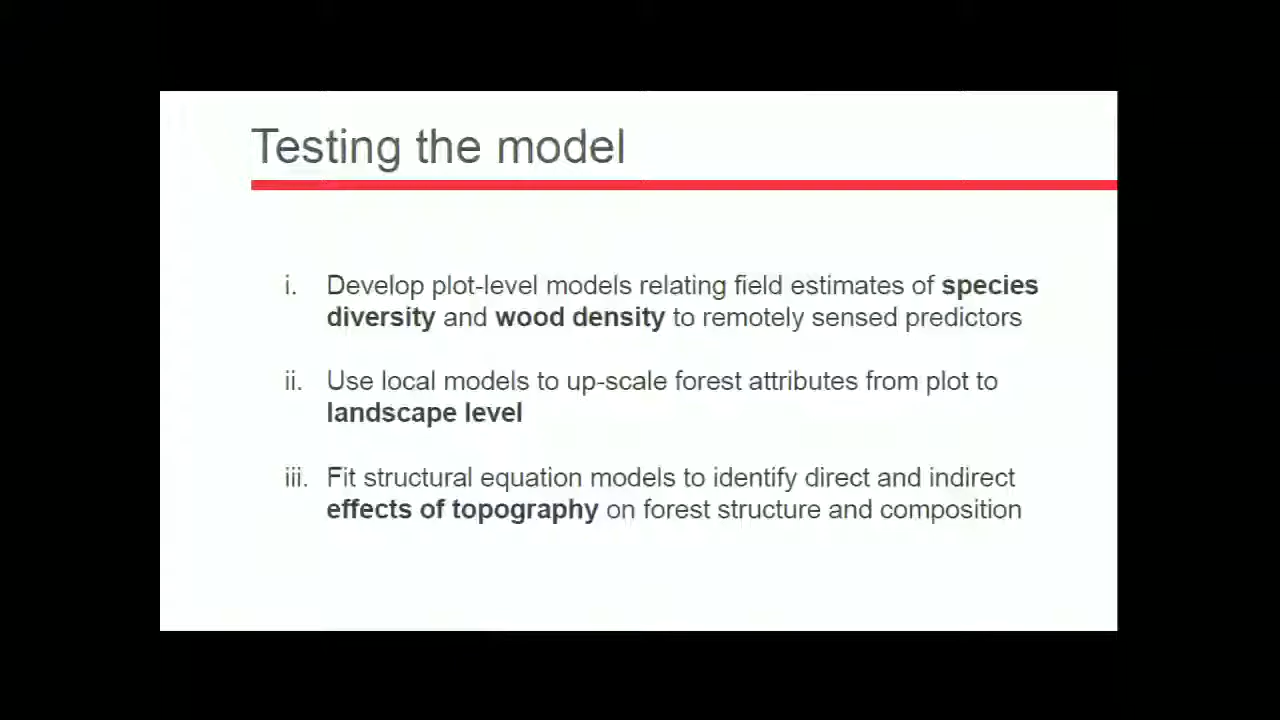 Testing the model
i. Develop plot-level models relating field estimates of species
diversity and wood density to remotely sensed predictors
ii. Use local models to up-scale forest attributes from plot to
landscape level
iii. Fit structural equation models to identify direct and indirect
effects of topography on forest structure and composition